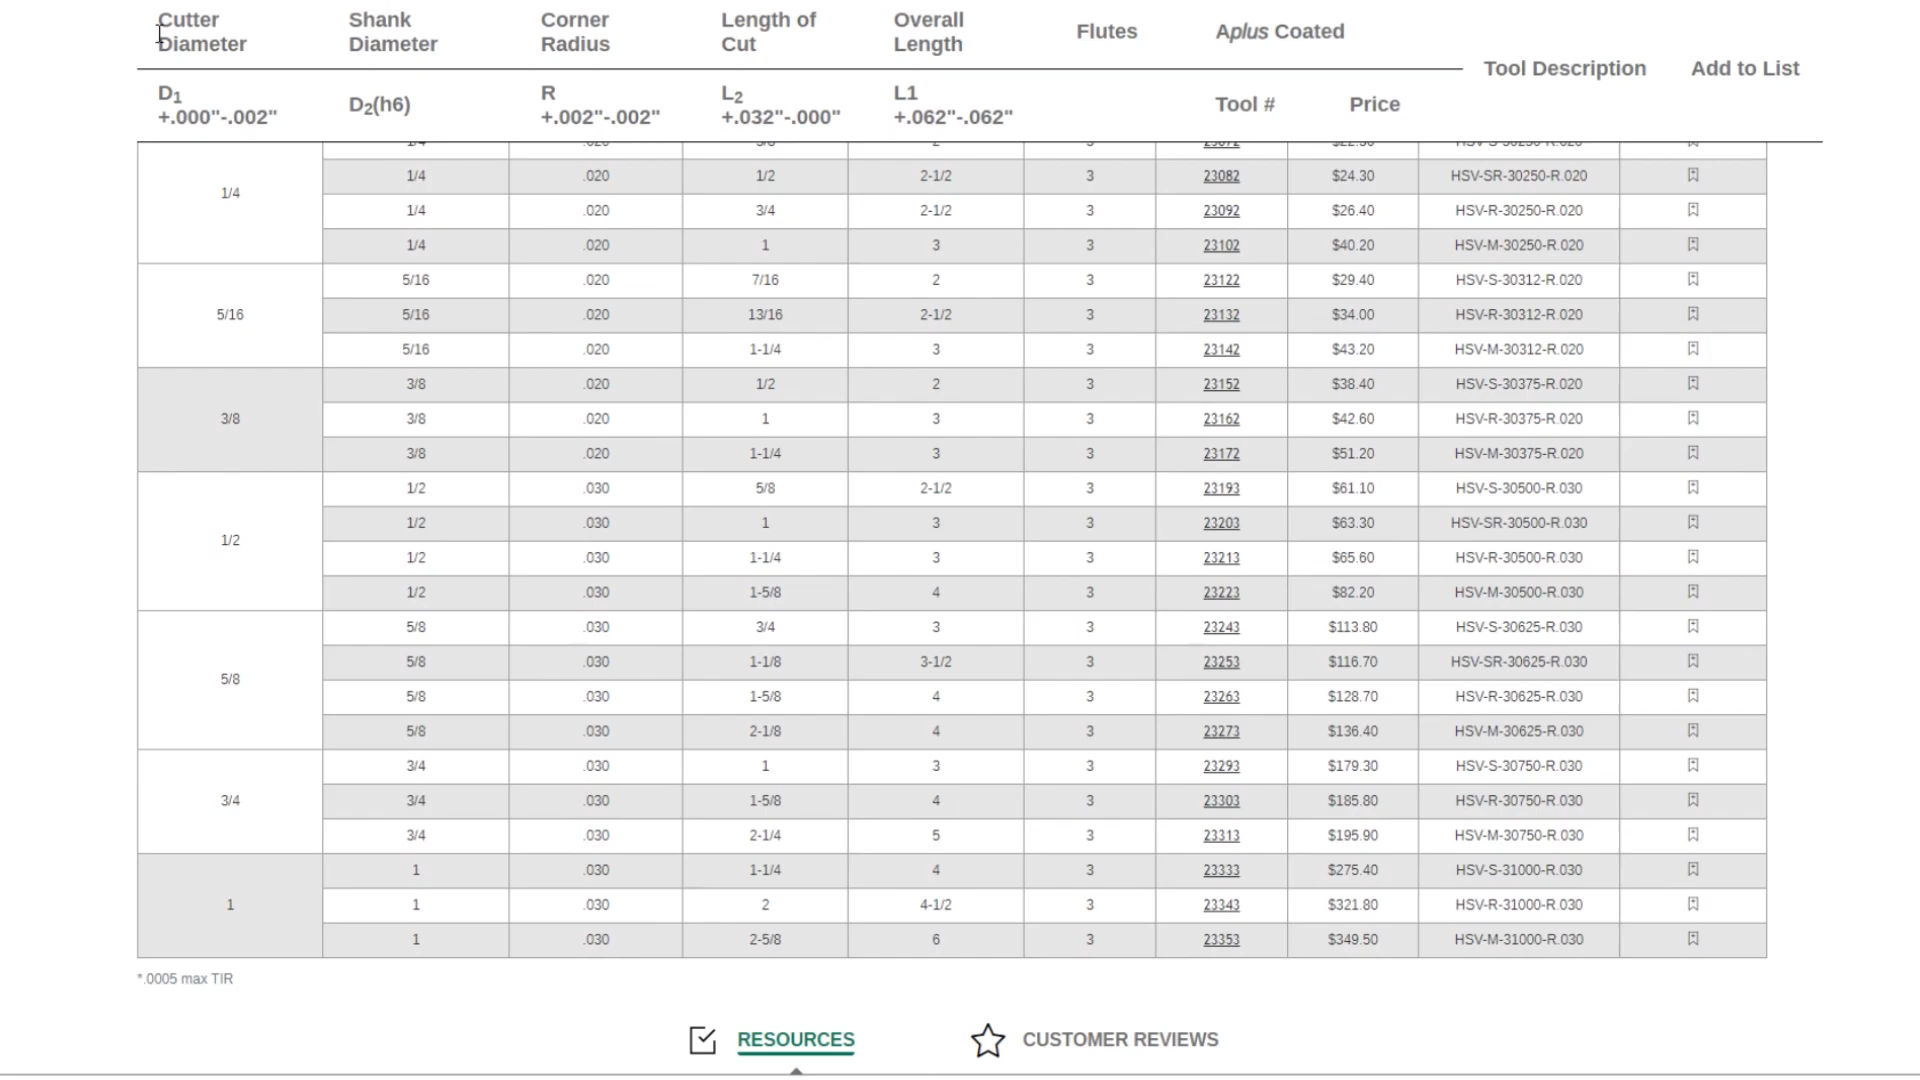 Cutter Diameter Shank Diameter Corner Radius Length of Cut Overall Length Flutes Aplus Coated Tool Description Add to List
D1 +.000"-.002" D2(h6) R +.002"-.002" L2 +.032"-.000" L1 +.062"-.062" Tool # Price
1/4
1/4 .020 1/2 2-1/2 3 23082 $24.30 HSV-SR-30250-R.020
1/4 .020 3/4 2-1/2 3 23092 $26.40 HSV-R-30250-R.020
1/4 .020 1 3 3 23102 $40.20 HSV-M-30250-R.020
5/16
5/16 .020 7/16 2 3 23122 $29.40 HSV-S-30312-R.020
5/16 .020 13/16 2-1/2 3 23132 $34.00 HSV-R-30312-R.020
5/16 .020 1-1/4 3 3 23142 $43.20 HSV-M-30312-R.020
3/8
3/8 .020 1/2 2 3 23152 $38.40 HSV-S-30375-R.020
3/8 .020 1 3 3 23162 $42.60 HSV-R-30375-R.020
3/8 .020 1-1/4 3 3 23172 $51.20 HSV-M-30375-R.020
1/2
1/2 .030 5/8 2-1/2 3 23193 $61.10 HSV-S-30500-R.030
1/2 .030 1 3 3 23203 $63.30 HSV-SR-30500-R.030
1/2 .030 1-1/4 3 3 23213 $65.60 HSV-R-30500-R.030
1/2 .030 1-5/8 4 3 23223 $82.20 HSV-M-30500-R.030
5/8
5/8 .030 3/4 3 3 23243 $113.80 HSV-S-30625-R.030
5/8 .030 1-1/8 3-1/2 3 23253 $116.70 HSV-SR-30625-R.030
5/8 .030 1-5/8 4 3 23263 $128.70 HSV-R-30625-R.030
5/8 .030 2-1/8 4 3 23273 $136.40 HSV-M-30625-R.030
3/4
3/4 .030 1 3 3 23293 $179.30 HSV-S-30750-R.030
3/4 .030 1-5/8 4 3 23303 $185.80 HSV-R-30750-R.030
3/4 .030 2-1/4 5 3 23313 $195.90 HSV-M-30750-R.030
1
1 .030 1-1/4 4 3 23333 $275.40 HSV-S-31000-R.030
1 .030 2 4-1/2 3 23343 $321.80 HSV-R-31000-R.030
1 .030 2-5/8 6 3 23353 $349.50 HSV-M-31000-R.030
*.0005 max TIR
RESOURCES CUSTOMER REVIEWS